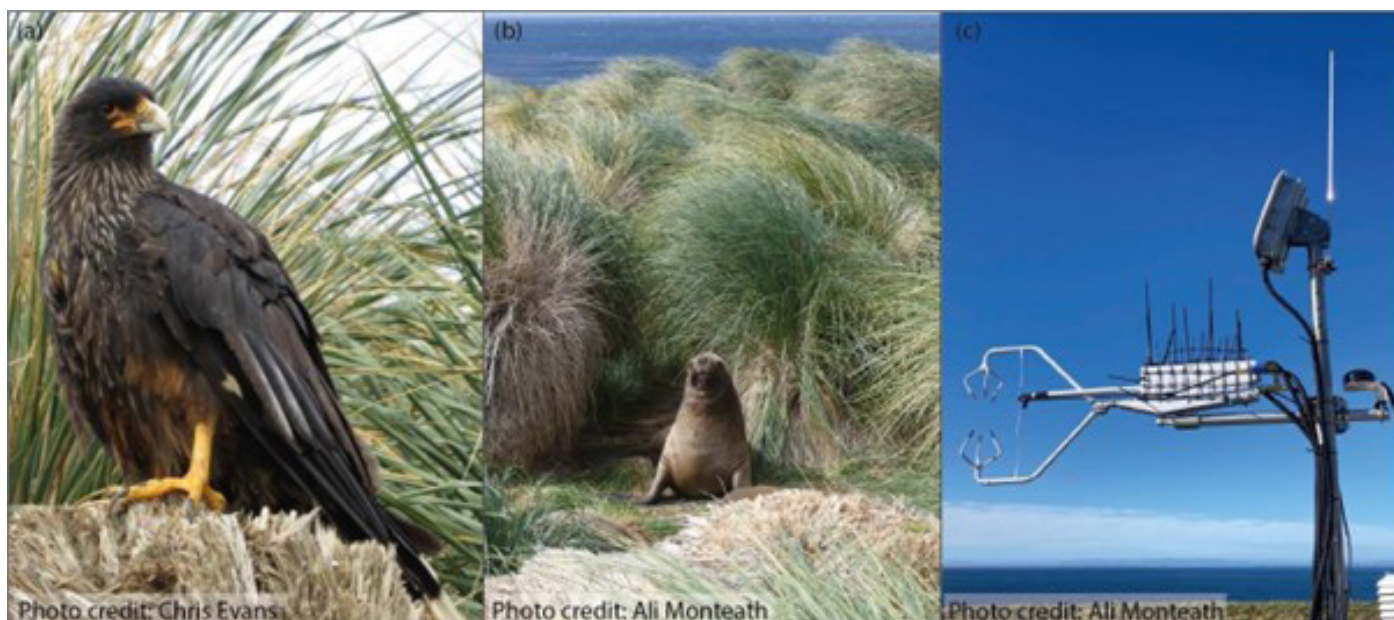 (a)
(b)
(c)
Photo credit: Chris Evans
Photo credit: Ali Monteath
Photo credit: Ali Monteath